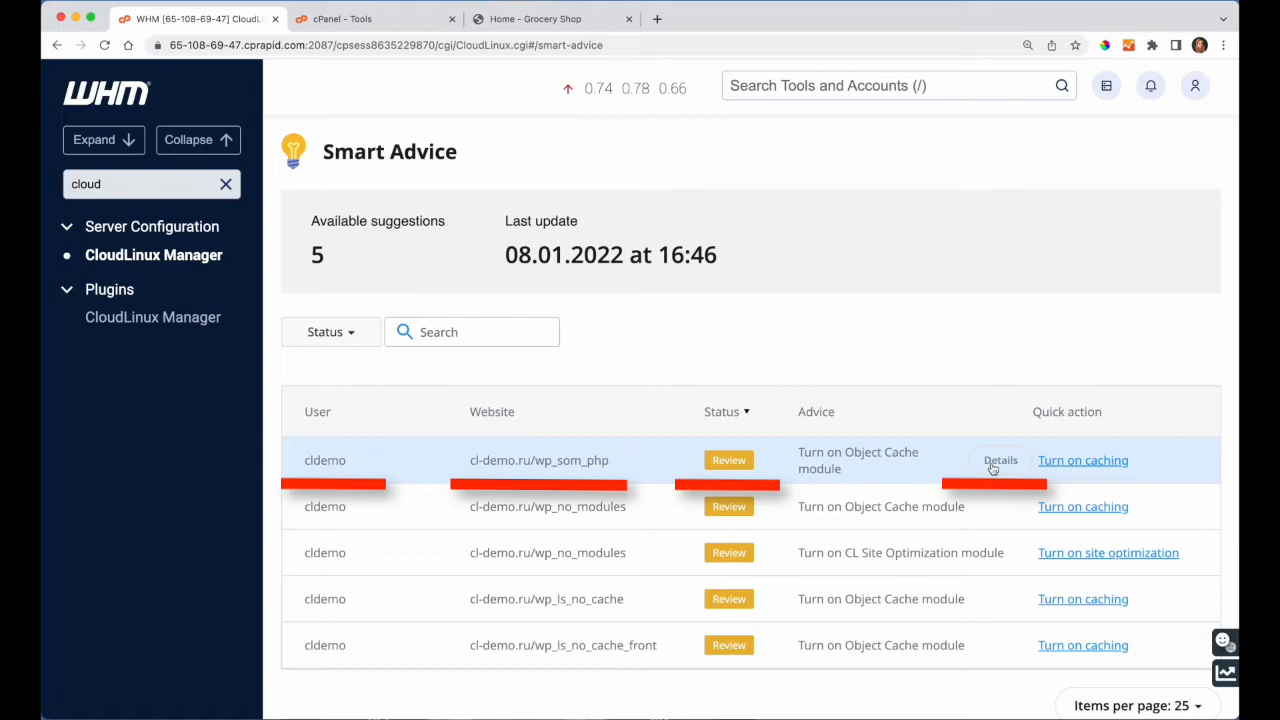 WHM [65-108-69-47] CloudLi
cPanel - Tools
Home - Grocery Shop
65-108-69-47.cprapid.com:2087/cpsess8635229870/cgi/CloudLinux.cgi#/smart-advice
WHM
0.74 0.78 0.66
Search Tools and Accounts (/)
Expand
Collapse
cloud
Server Configuration
CloudLinux Manager
Plugins
CloudLinux Manager
Smart Advice
Available suggestions
Last update
5
08.01.2022 at 16:46
Status
Search
User Website Status Advice Quick action
cldemo cl-demo.ru/wp_som_php Review Turn on Object Cache module Details Turn on caching
cldemo cl-demo.ru/wp_no_modules Review Turn on Object Cache module Turn on caching
cldemo cl-demo.ru/wp_no_modules Review Turn on CL Site Optimization module Turn on site optimization
cldemo cl-demo.ru/wp_ls_no_cache Review Turn on Object Cache module Turn on caching
cldemo cl-demo.ru/wp_ls_no_cache_front Review Turn on Object Cache module Turn on caching
Items per page: 25